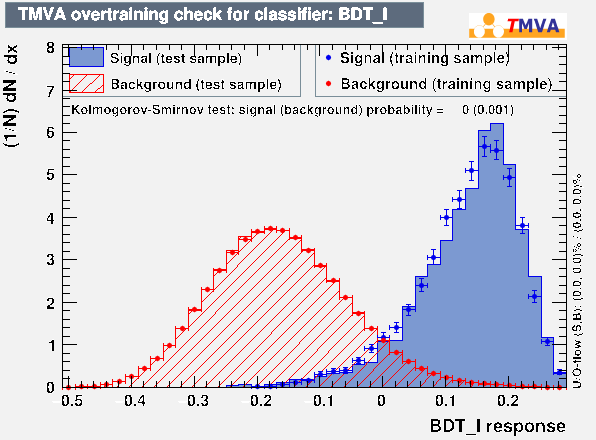 TMVA overtraining check for classifier: BDT_I
TMVA
(1/N) dN / dx
Signal (test sample)
Background (test sample)
Signal (training sample)
Background (training sample)
Kolmogorov-Smirnov test: signal (background) probability = 0 (0.001)
8
7
6
5
4
3
2
1
0
-0.5 -0.4 -0.3 -0.2 -0.1 0 0.1 0.2
BDT_I response
U/O-flow (S,B): (0.0, 0.0)% / (0.0, 0.0)%